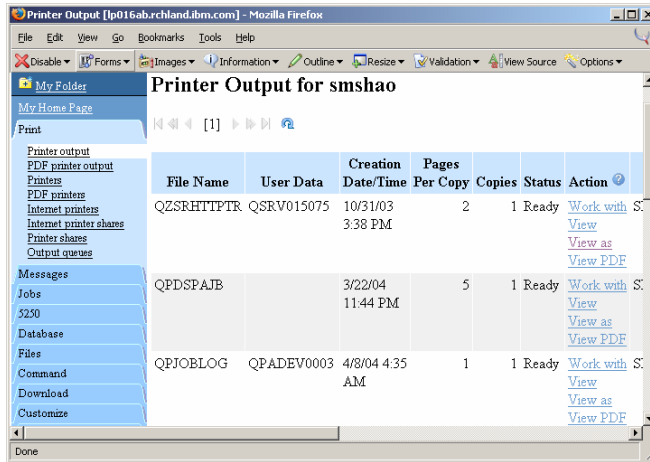 Printer Output [lp016ab.rchland.ibm.com] - Mozilla Firefox
File Edit View Go Bookmarks Tools Help
Disable Forms Images Information Outline Resize Validation View Source Options
My Folder
My Home Page
Print
Printer output
PDF printer output
Printers
PDF printers
Internet printers
Internet printer shares
Printer shares
Output queues
Messages
Jobs
5250
Database
Files
Command
Download
Customize
Printer Output for smshao
[1]
File Name User Data Creation Date/Time Pages Per Copy Copies Status Action ?
QZSRHTTPTR QSRV015075 10/31/03 2 1 Ready Work with
3:38 PM View
View as
View PDF
QPDSPAJB 3/22/04 5 1 Ready Work with
11:44 PM View
View as
View PDF
QPJOBLOG QPADEV0003 4/8/04 4:35 1 1 Ready Work with
AM View
View as
View PDF
Done